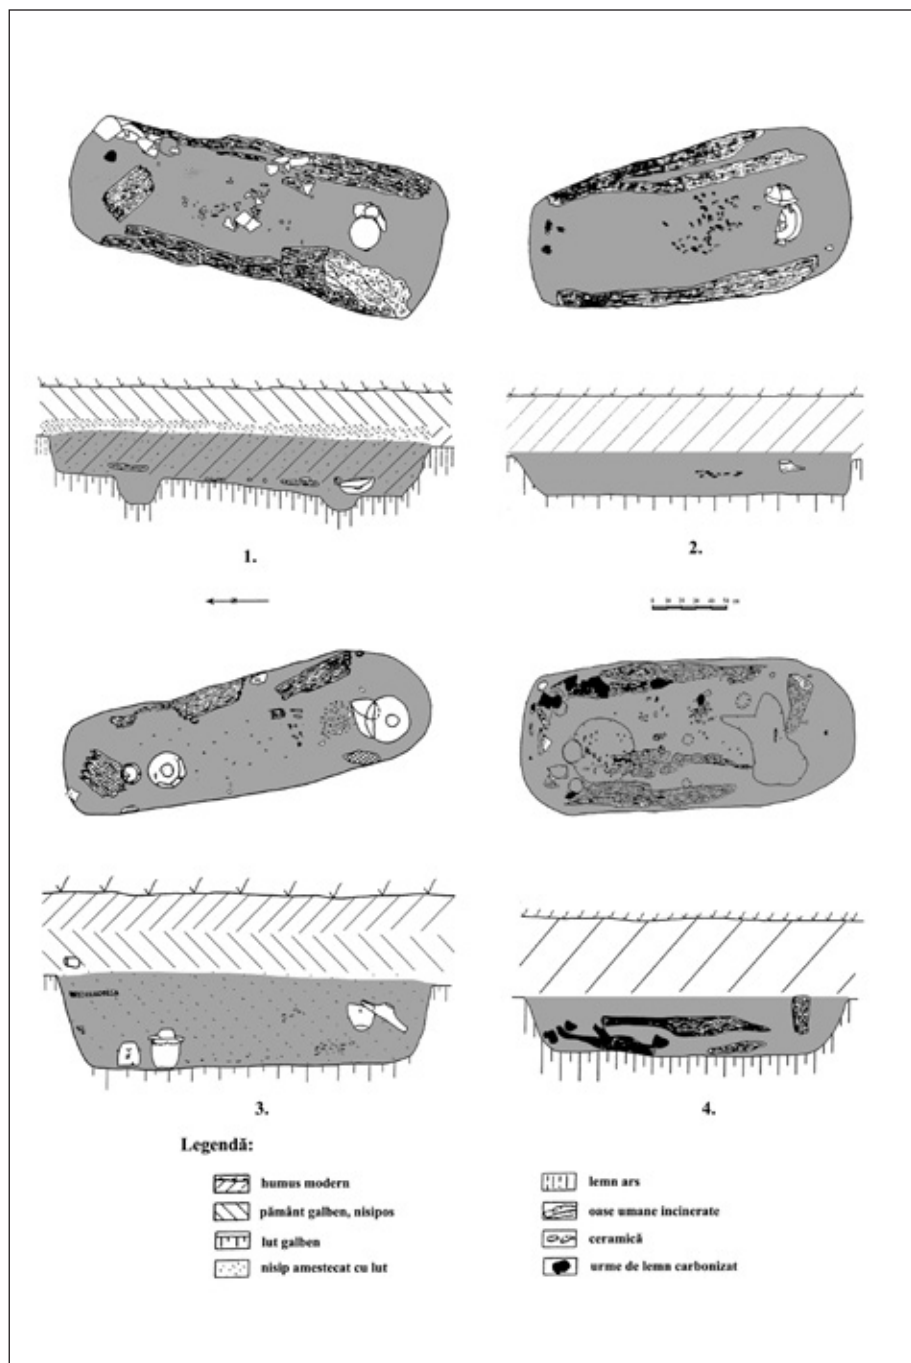 1.
2.
3.
4.
Legendă:
humus modern
pământ galben, nisipos
lut galben
nisip amestecat cu lut
lemn ars
oase umane incinerate
ceramică
urme de lemn carbonizat